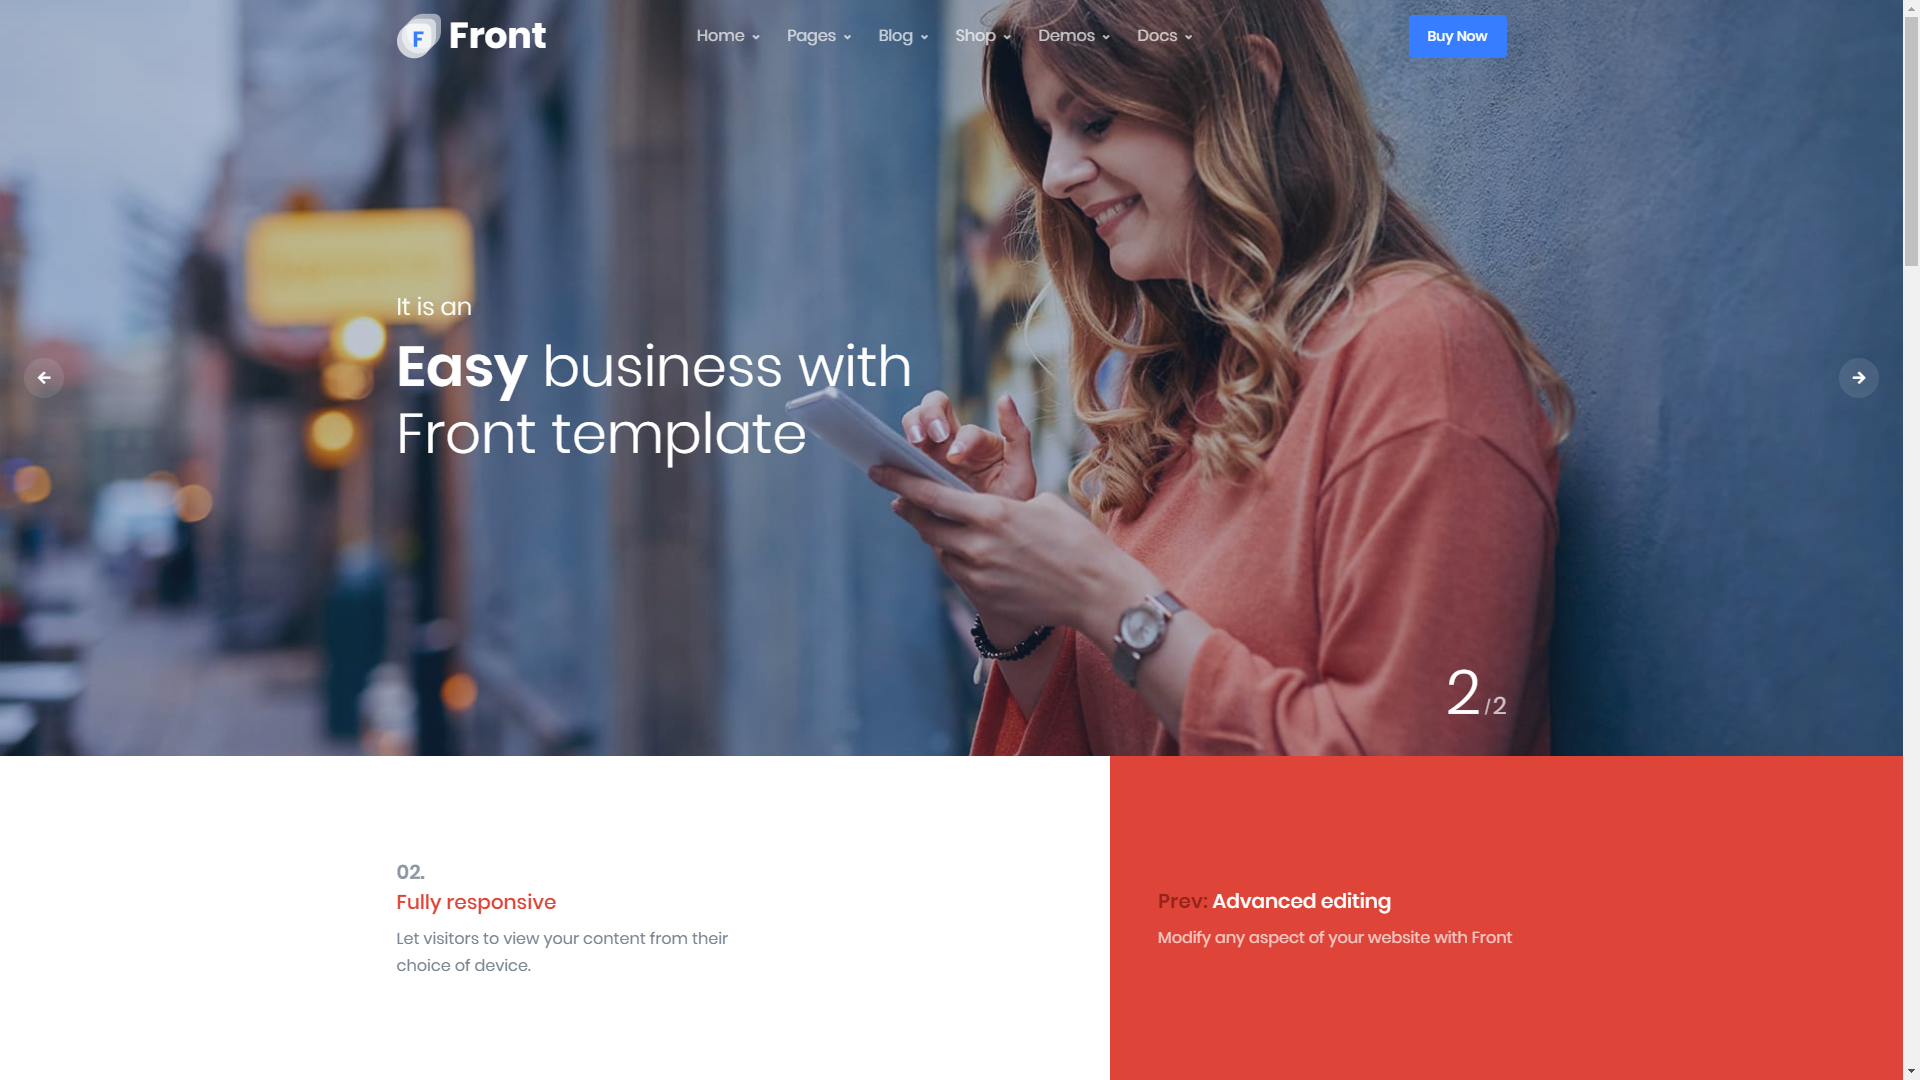 F Front
Home
Pages
Blog
Shop
Demos
Docs
Buy Now
It is an
Easy business with
Front template
2 /2
02.
Fully responsive
Let visitors to view your content from their
choice of device.
Prev: Advanced editing
Modify any aspect of your website with Front